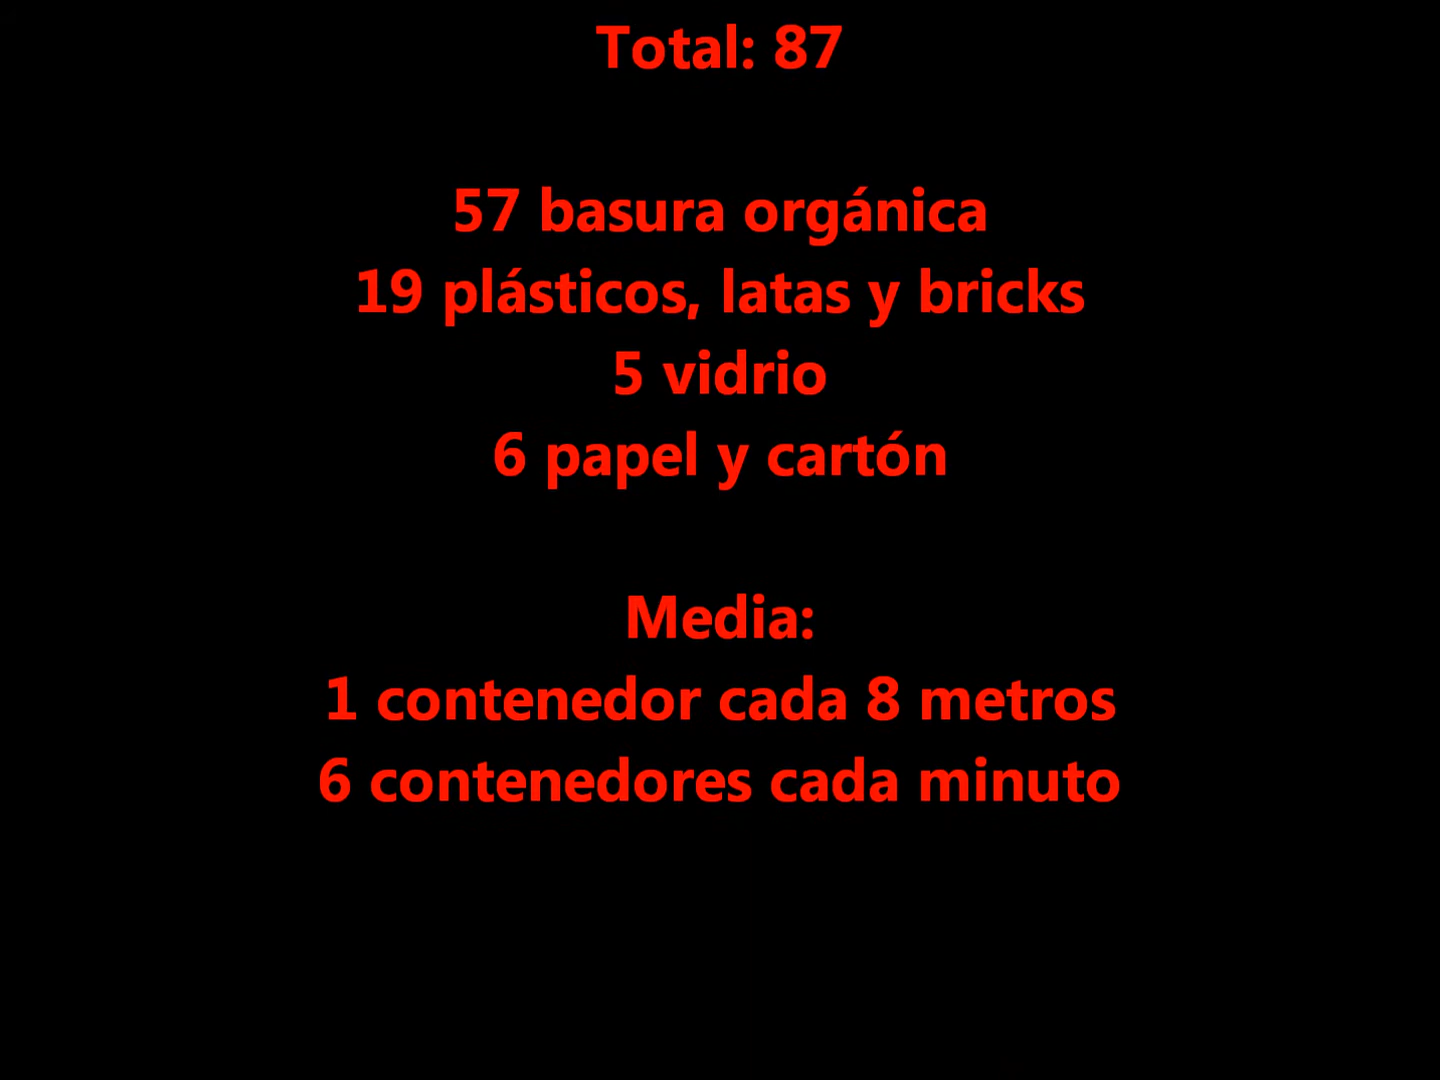 Total: 87
57 basura orgánica
19 plásticos, latas y bricks
5 vidrio
6 papel y cartón
Media:
1 contenedor cada 8 metros
6 contenedores cada minuto